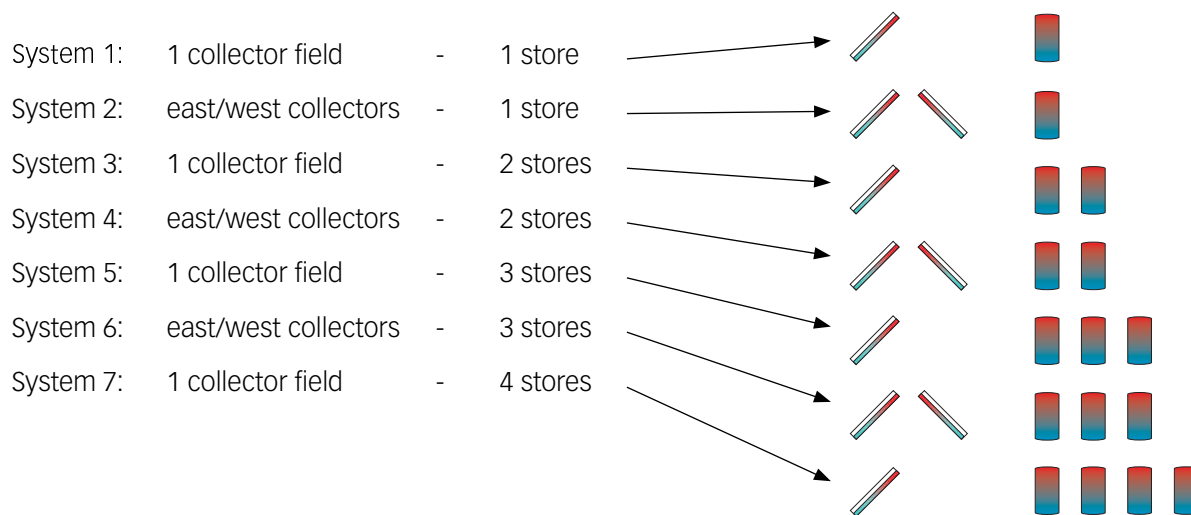 System 1: 1 collector field - 1 store
System 2: east/west collectors - 1 store
System 3: 1 collector field - 2 stores
System 4: east/west collectors - 2 stores
System 5: 1 collector field - 3 stores
System 6: east/west collectors - 3 stores
System 7: 1 collector field - 4 stores